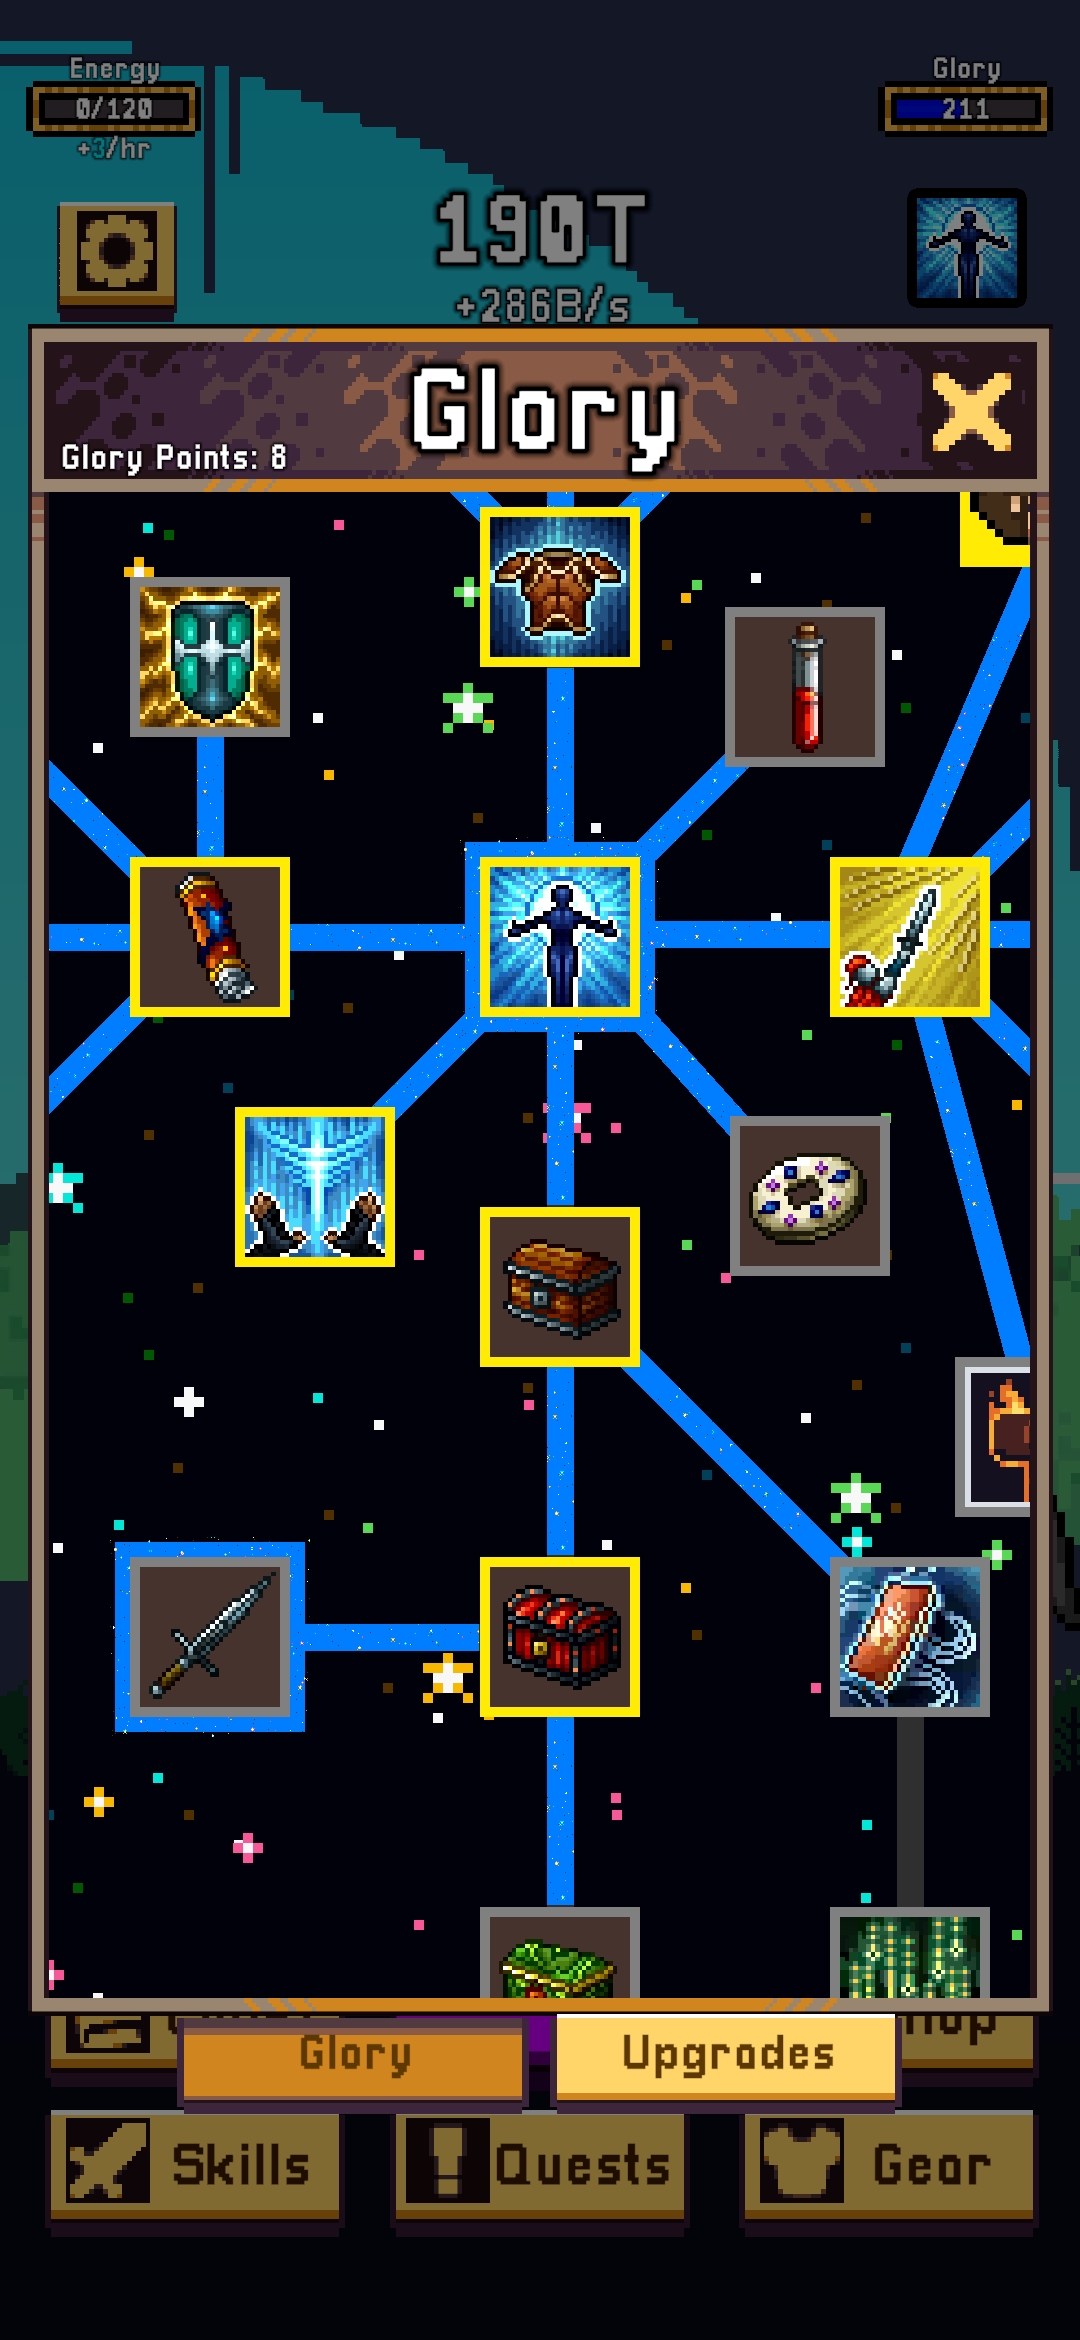 Energy
Glory
0/120
211
+3/hr
190T
+286B/s
Glory
Glory Points: 8
Glory
Upgrades
Skills
Quests
Gear